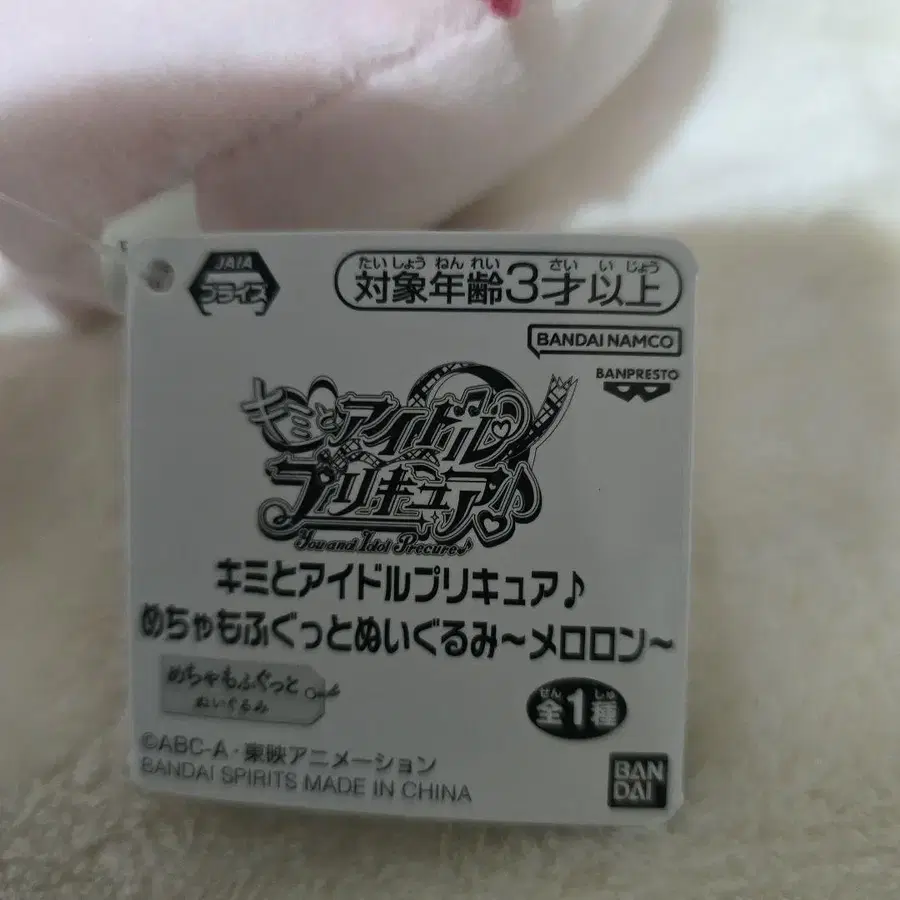 JAIA
プライズ
たいしょう ねん れい さい い じょう
対象年齢3才以上
BANDAI NAMCO
BANPRESTO
キミとアイドル
プリキュア♪
You and Idol Precure♪
キミとアイドルプリキュア♪
めちゃもふぐっとぬいぐるみ～メロロン～
めちゃもふぐっと
ぬいぐるみ
ぜん しゅ
全1種
©ABC-A・東映アニメーション
BANDAI SPIRITS MADE IN CHINA
BAN
DAI